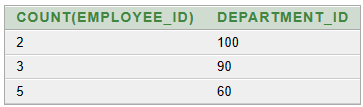 COUNT(EMPLOYEE_ID) DEPARTMENT_ID
2 100
3 90
5 60